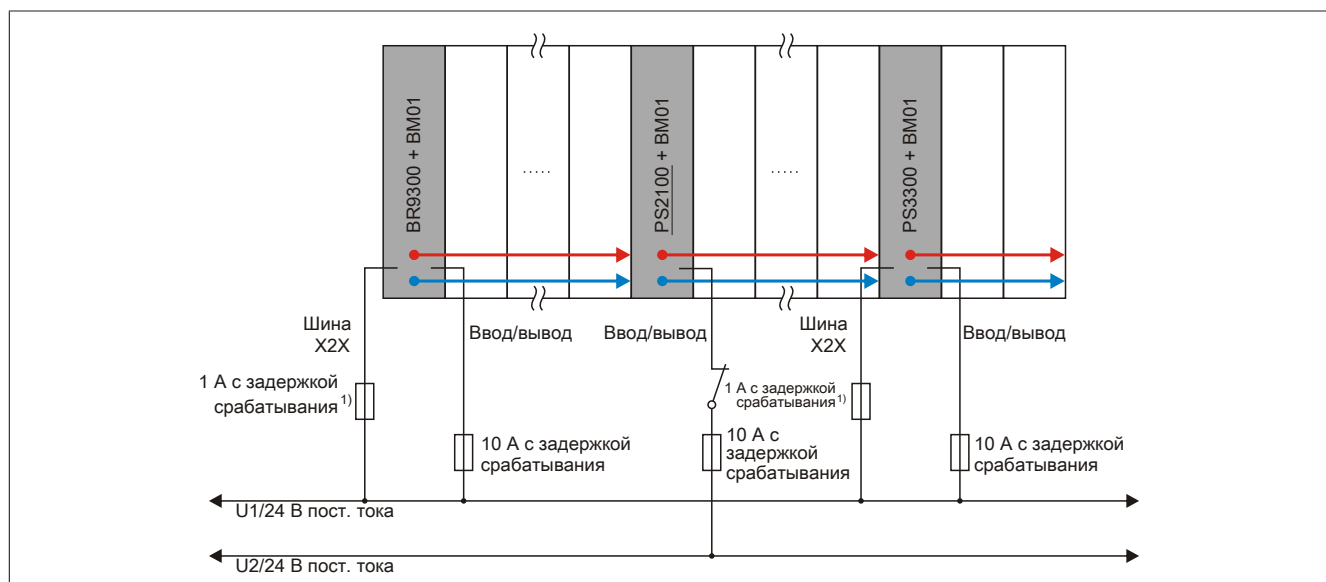 BR9300 + BM01
.....
PS2100 + BM01
.....
PS3300 + BM01
Шина
X2X
Ввод/вывод
Ввод/вывод
Шина
X2X
Ввод/вывод
1 А с задержкой
срабатывания 1)
1 А с задержкой
срабатывания 1)
10 А с задержкой
срабатывания
10 А с
задержкой
срабатывания
10 А с задержкой
срабатывания
U1/24 В пост. тока
U2/24 В пост. тока